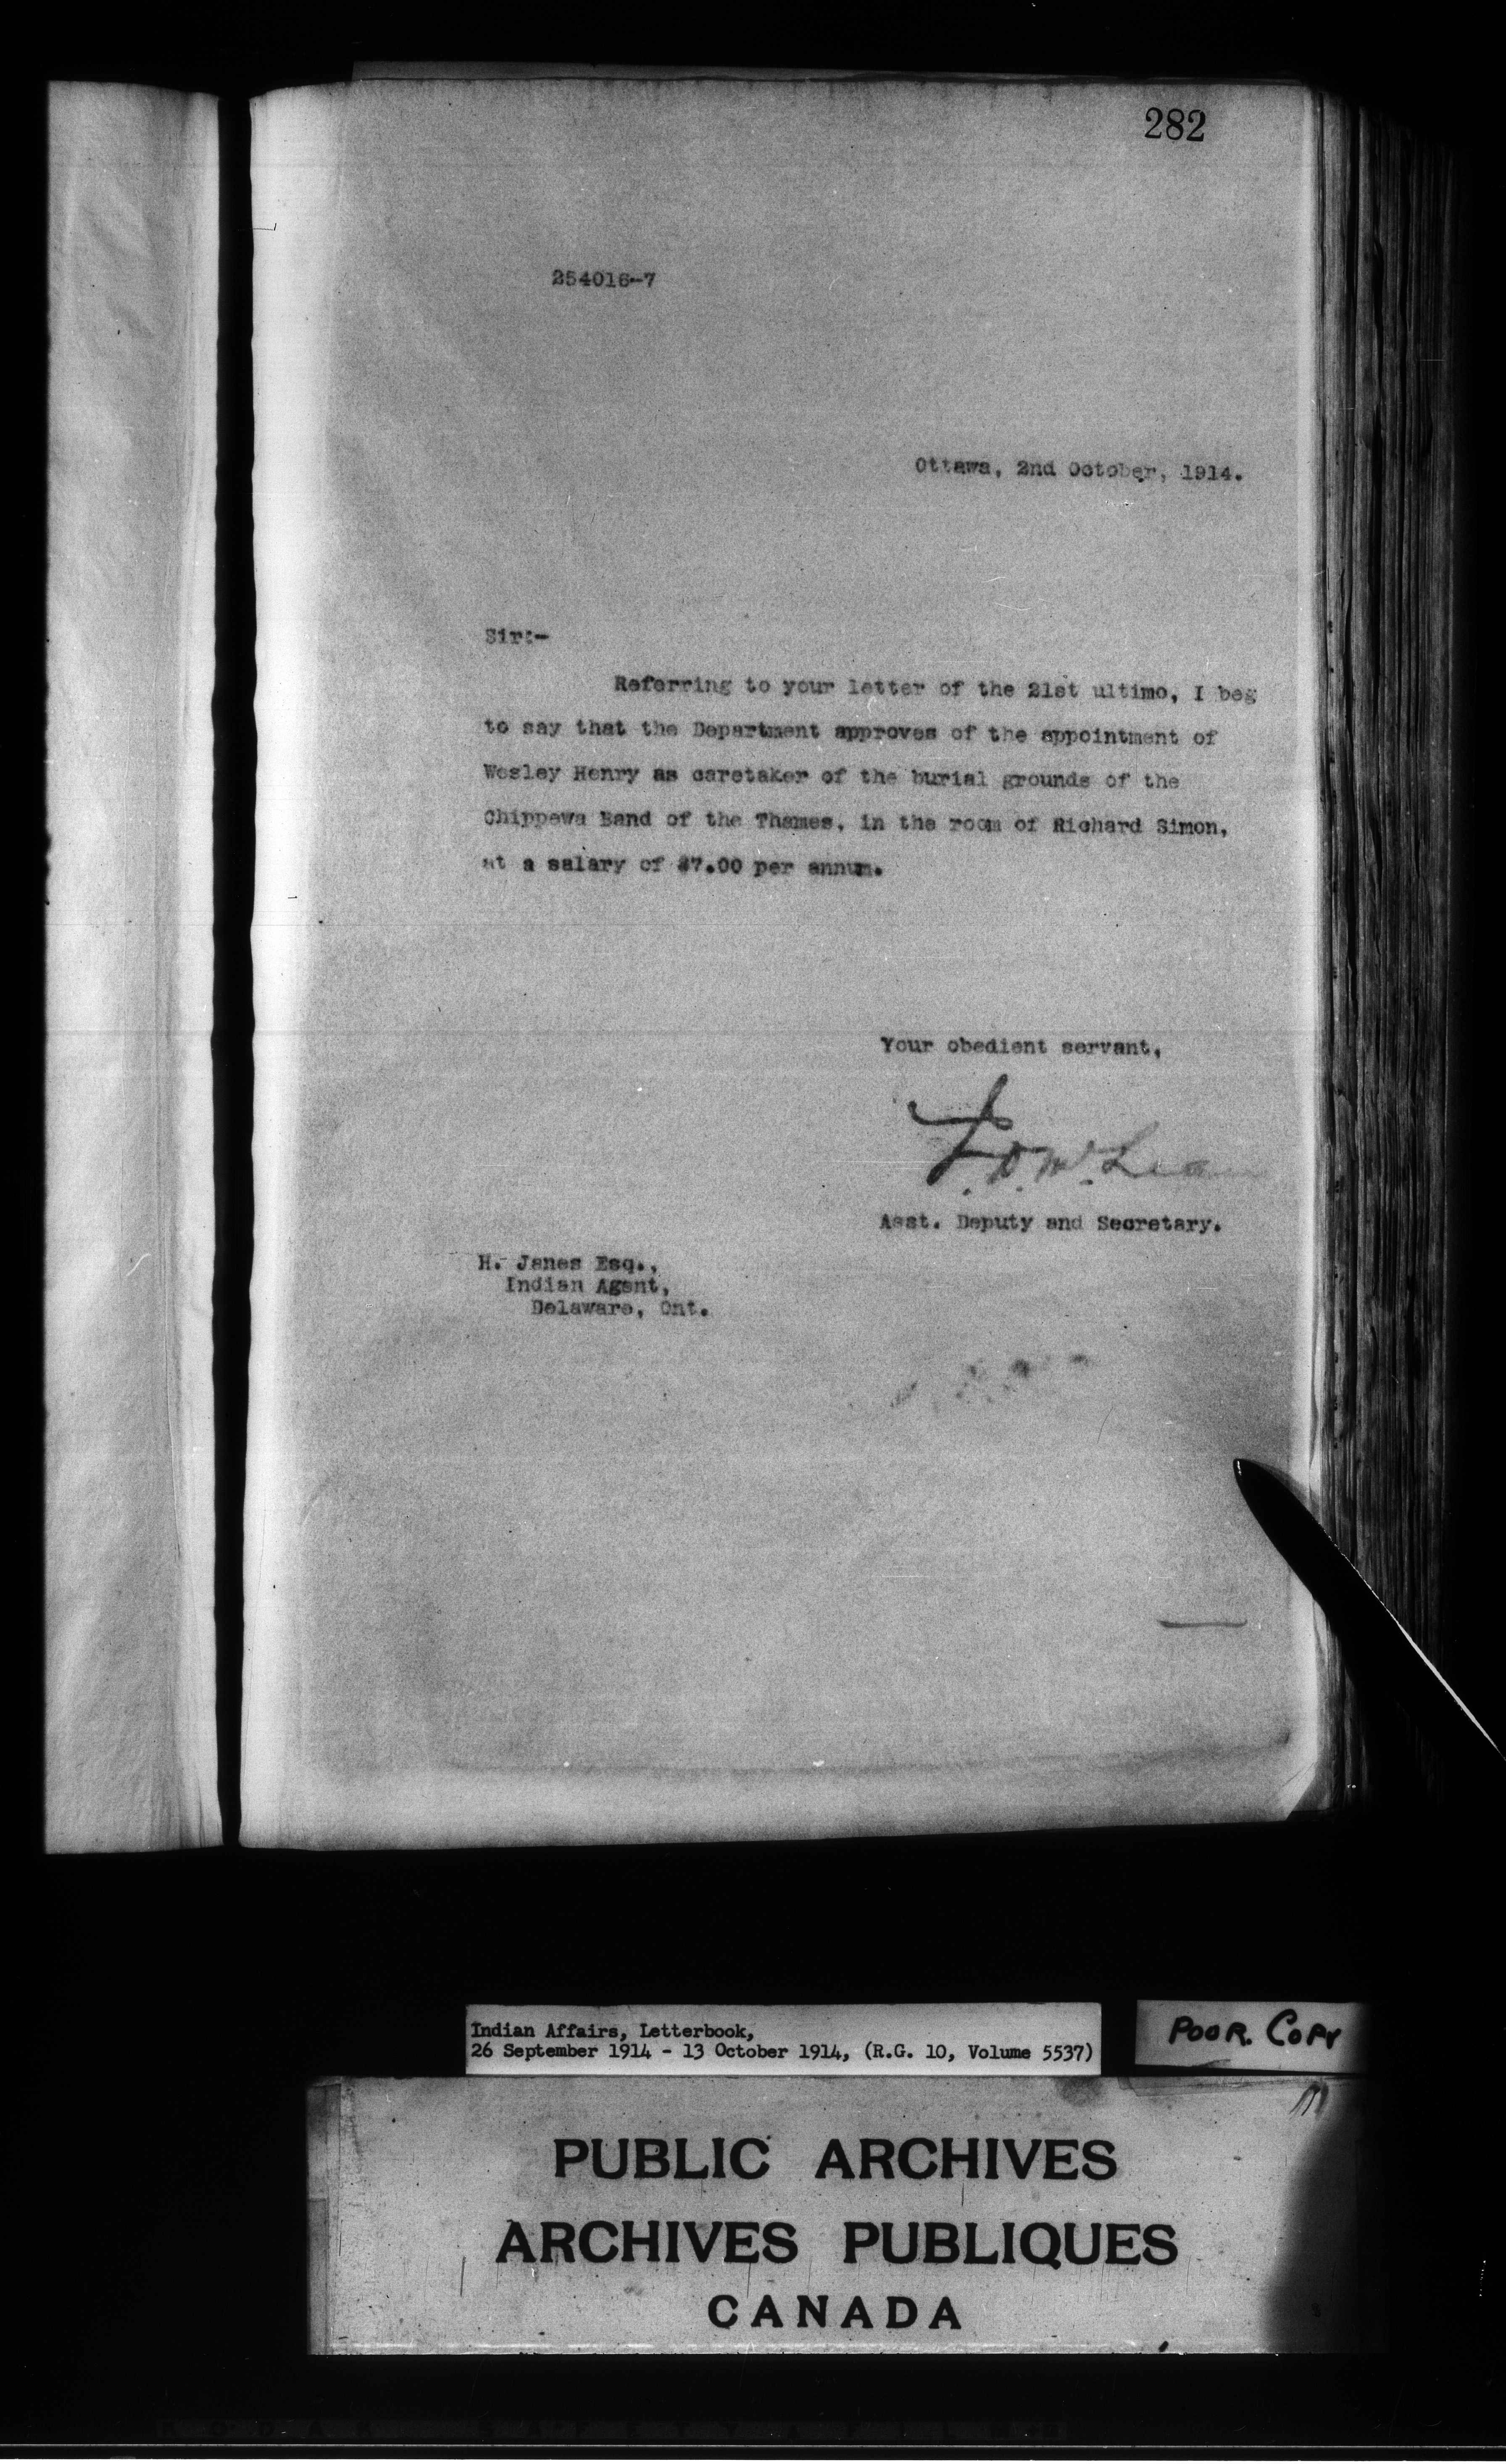 282
254016-7
Ottawa, 2nd October, 1914.
Sir:-
Referring to your letter of the 21st ultimo, I beg
to say that the Department approves of the appointment of
Wesley Henry as caretaker of the burial grounds of the
Chippewa Band of the Thames, in the room of Richard Simon,
at a salary of $7.00 per annum.
Your obedient servant,
J. D. McLean
Asst. Deputy and Secretary.
H. Janes Esq.,
Indian Agent,
Delaware, Ont.
Indian Affairs, Letterbook,
26 September 1914 - 13 October 1914, (R.G. 10, Volume 5537)
POOR COPY
PUBLIC ARCHIVES
ARCHIVES PUBLIQUES
CANADA
KODAK SAFETY FILM